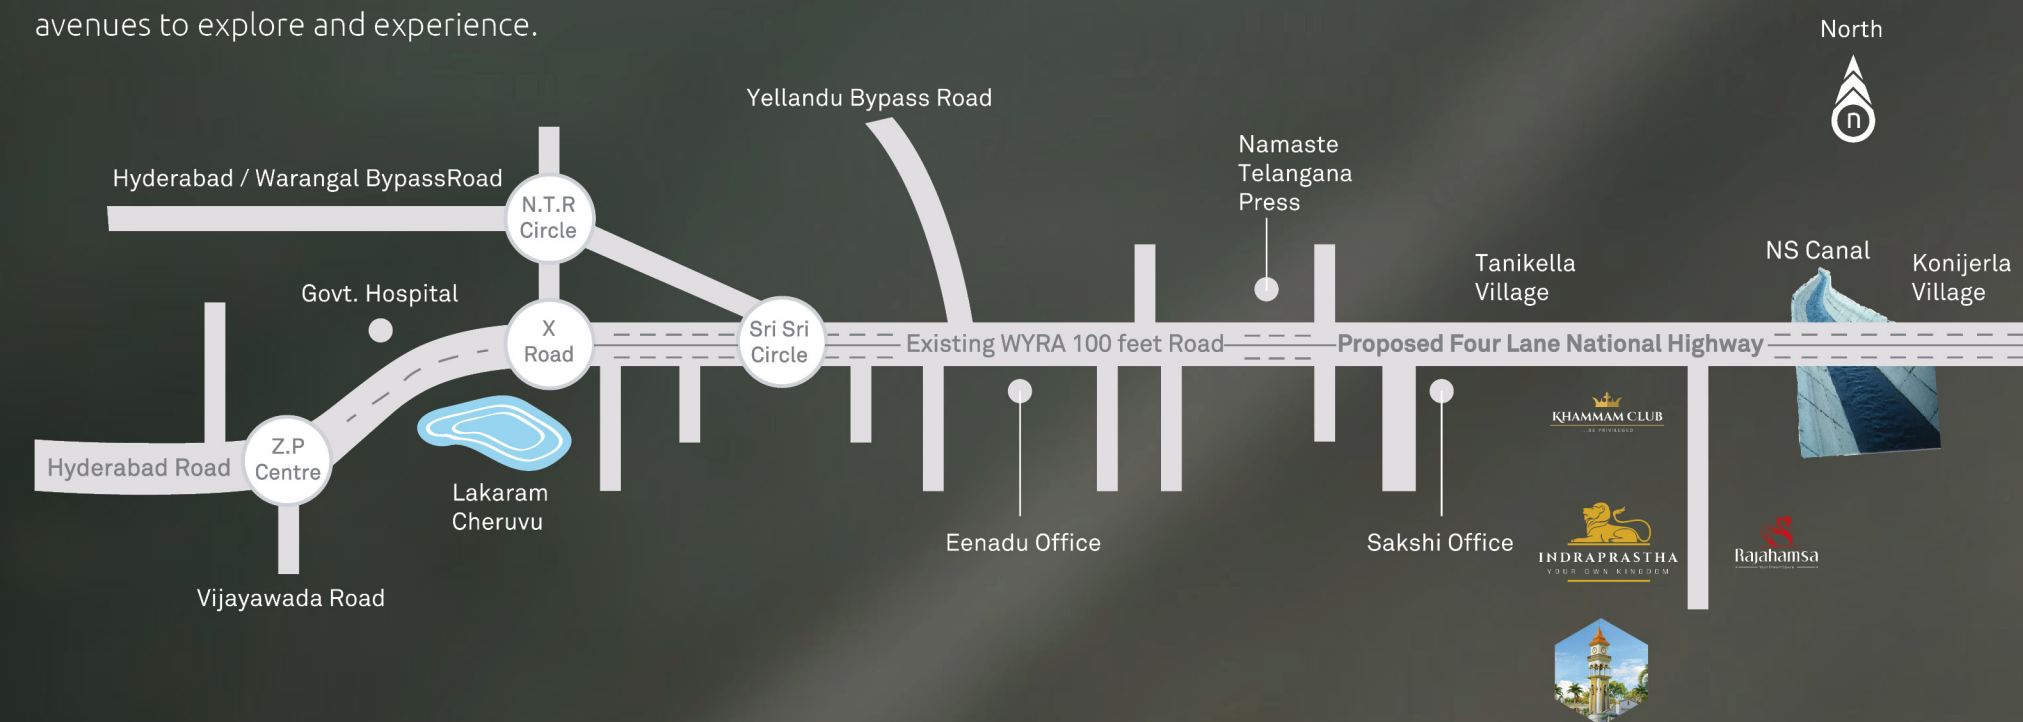 avenues to explore and experience.
North
n
Yellandu Bypass Road
Namaste
Telangana
Press
Hyderabad / Warangal BypassRoad
N.T.R
Circle
NS Canal
Tanikella
Village
Konijerla
Village
Govt. Hospital
X
Road
Sri Sri
Circle
Existing WYRA 100 feet Road
Proposed Four Lane National Highway
KHAMMAM CLUB
...BE PRIVILEGED
Z.P
Centre
Hyderabad Road
Lakaram
Cheruvu
Eenadu Office
Sakshi Office
INDRAPRASTHA
YOUR OWN KINGDOM
Rajahamsa
Vijayawada Road